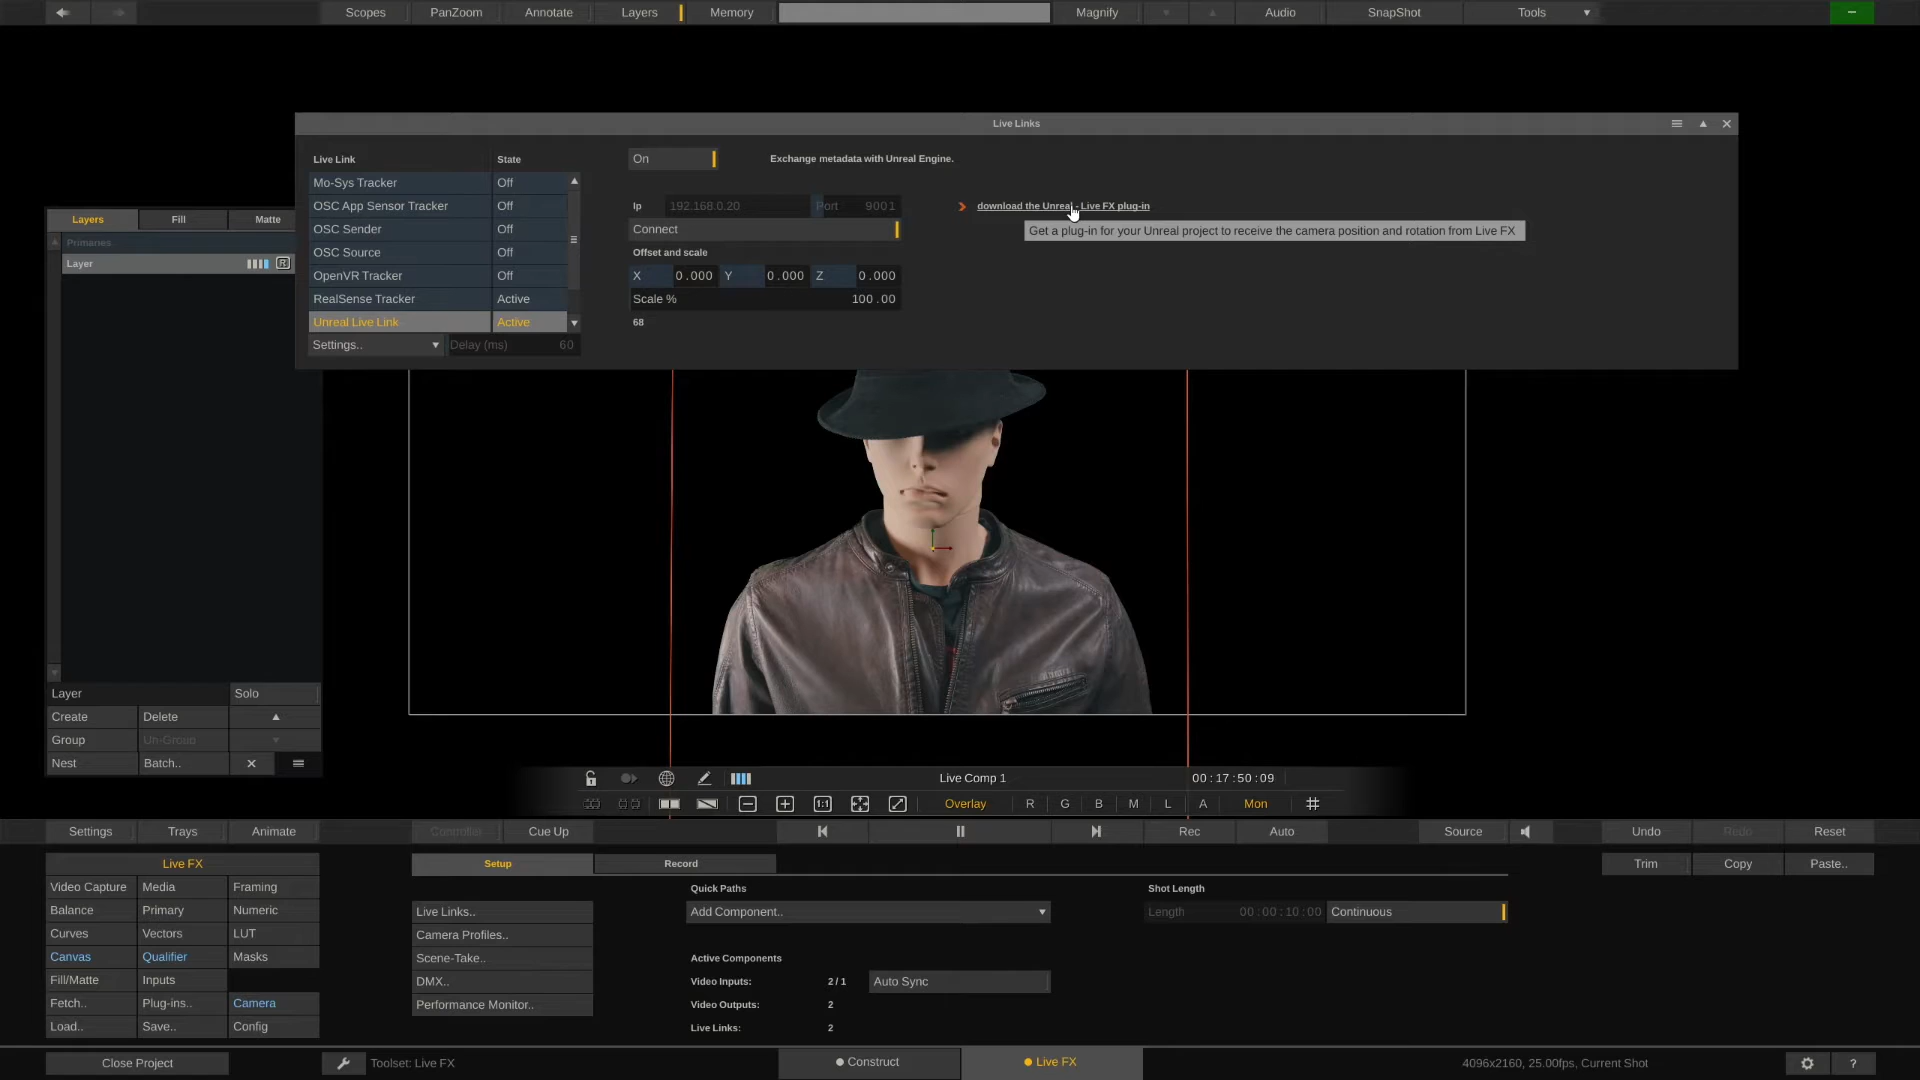 Scopes PanZoom Annotate Layers Memory Magnify Audio SnapShot Tools
Live Links
Live Link State
Mo-Sys Tracker Off
OSC App Sensor Tracker Off
OSC Sender Off
OSC Source Off
OpenVR Tracker Off
RealSense Tracker Active
Unreal Live Link Active
Settings.. Delay (ms) 60
On
Exchange metadata with Unreal Engine.
Ip 192.168.0.20 Port 9001
Connect
Offset and scale
X 0.000 Y 0.000 Z 0.000
Scale % 100.00
68
download the Unreal - Live FX plug-in
Get a plug-in for your Unreal project to receive the camera position and rotation from Live FX
Layers Fill Matte
Primaries
Layer R
Layer Solo
Create Delete
Group Un-Group
Nest Batch..
Live Comp 1 00:17:50:09
1:1 Overlay R G B M L A Mon
Settings Trays Animate Controller Cue Up Rec Auto Source Undo Redo Reset
Live FX
Setup Record
Trim Copy Paste..
Video Capture Media Framing
Balance Primary Numeric
Curves Vectors LUT
Canvas Qualifier Masks
Fill/Matte Inputs
Fetch.. Plug-ins.. Camera
Load.. Save.. Config
Live Links..
Camera Profiles..
Scene-Take..
DMX..
Performance Monitor..
Quick Paths
Add Component..
Active Components
Video Inputs: 2/1 Auto Sync
Video Outputs: 2
Live Links: 2
Shot Length
Length 00:00:10:00 Continuous
Close Project Toolset: Live FX Construct Live FX 4096x2160, 25.00fps, Current Shot ?